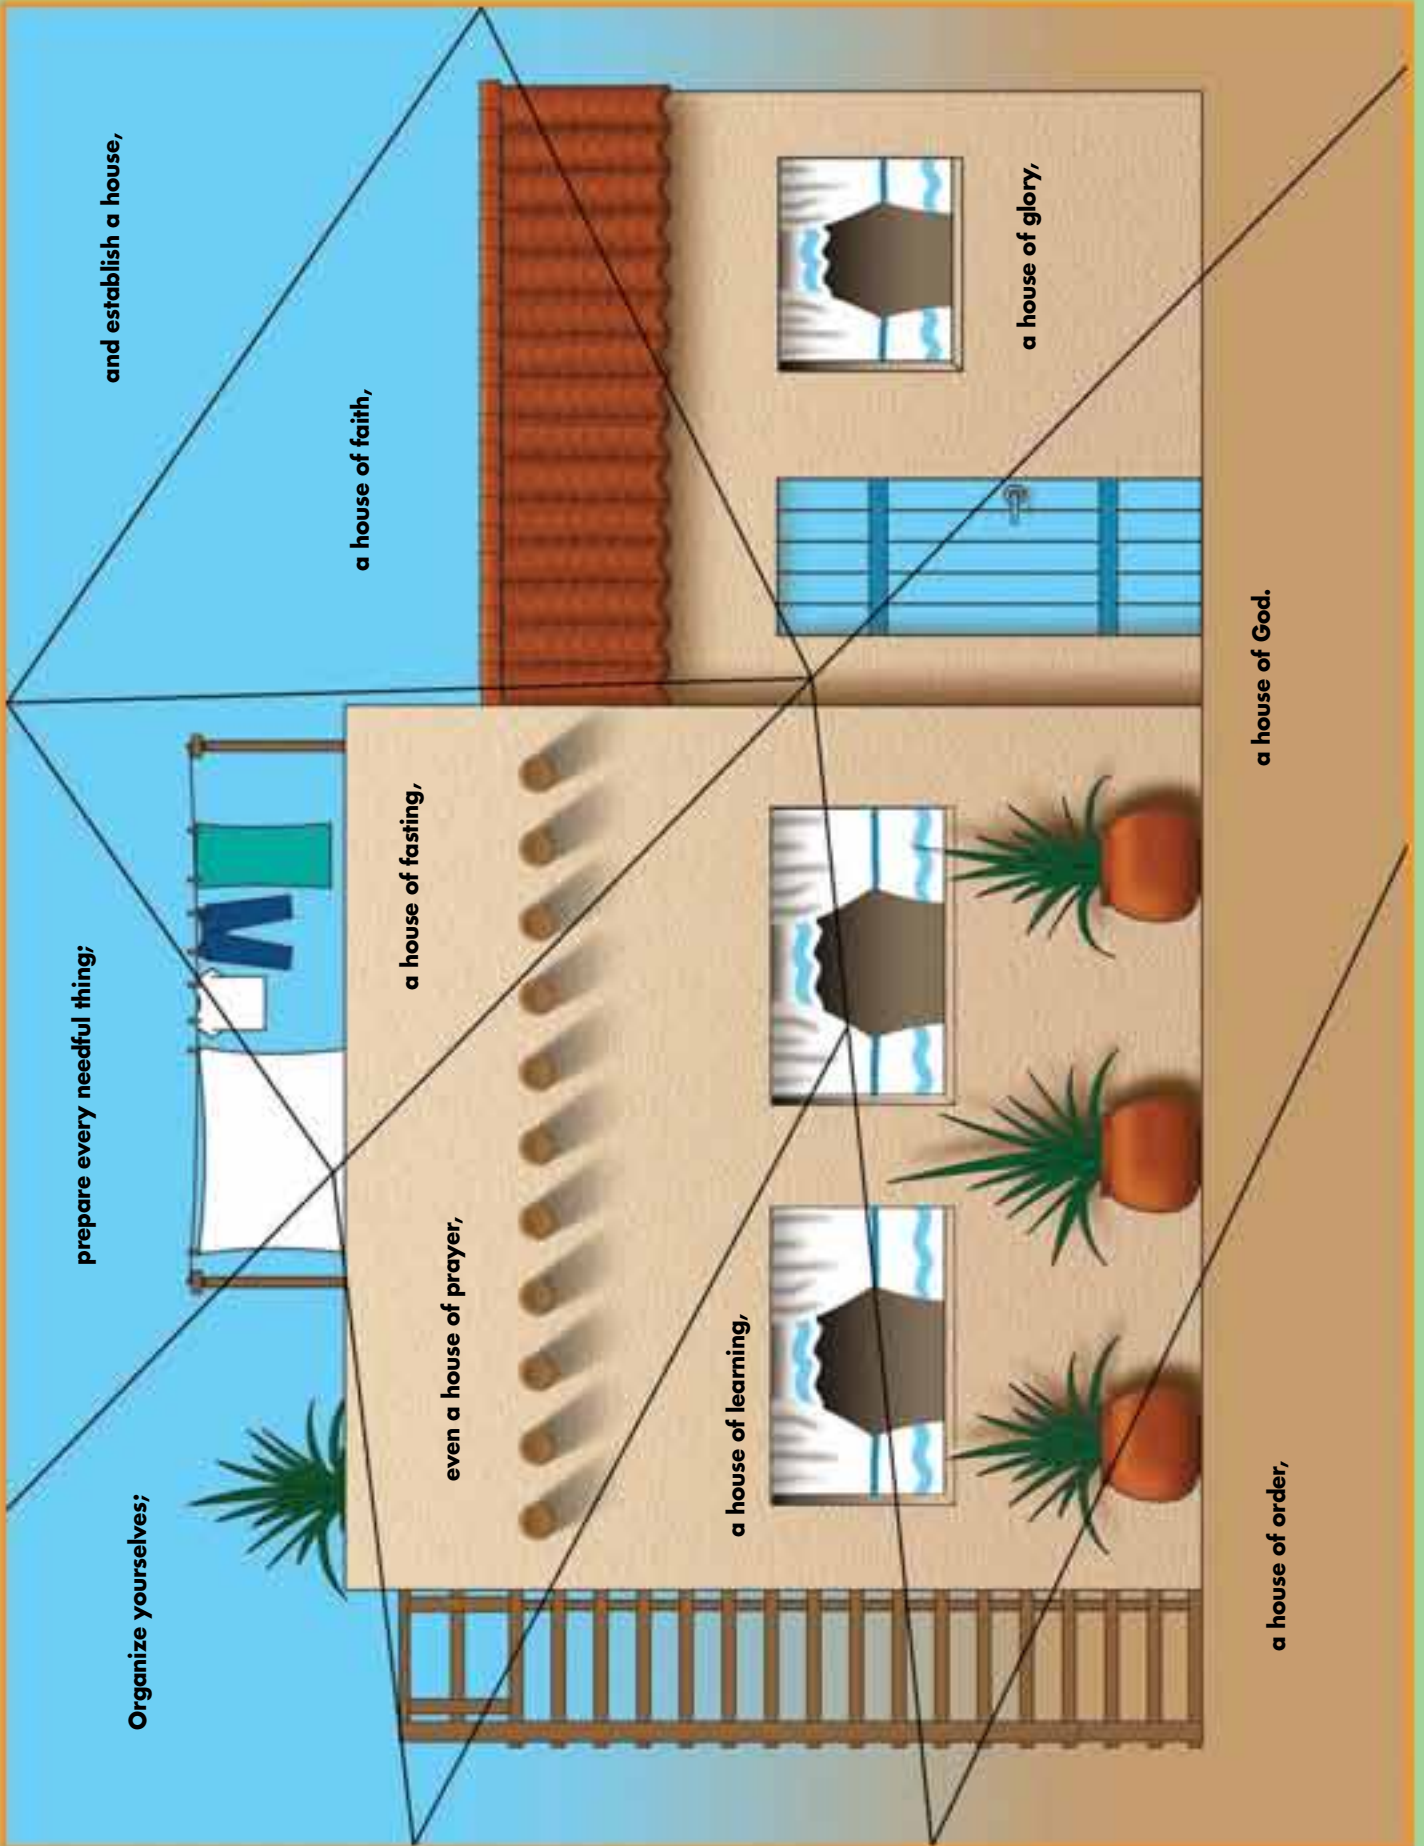 Organize yourselves;
prepare every needful thing;
and establish a house,
even a house of prayer,
a house of fasting,
a house of faith,
a house of learning,
a house of glory,
a house of order,
a house of God.